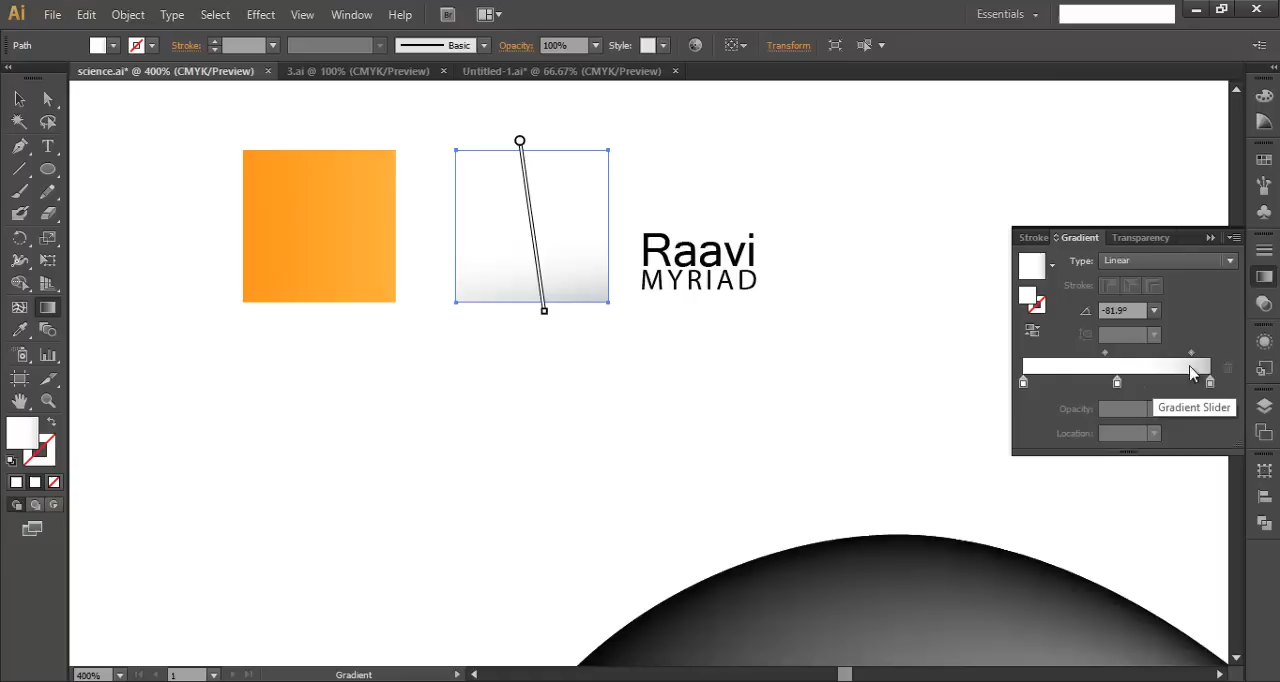 Ai File Edit Object Type Select Effect View Window Help Br Essentials
Path Stroke: Basic Opacity: 100% Style: Transform
science.ai* @ 400% (CMYK/Preview) × 3.ai @ 100% (CMYK/Preview) × Untitled-1.ai* @ 66.67% (CMYK/Preview) ×
Raavi
MYRIAD
Stroke Gradient Transparency
Type: Linear
Stroke:
-81.9°
Gradient Slider
Opacity:
Location:
400% 1 Gradient